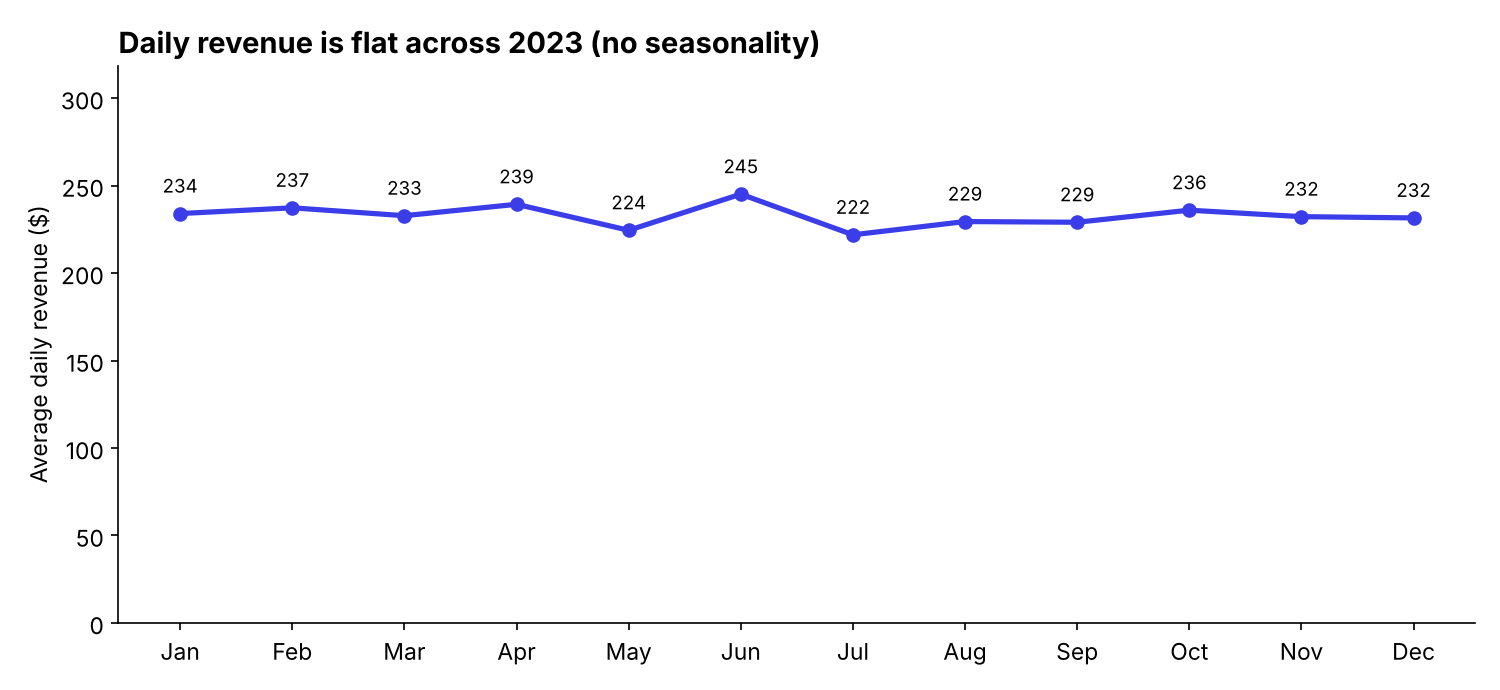 Daily revenue is flat across 2023 (no seasonality)
Average daily revenue ($)
300
250
200
150
100
50
0
234 237 233 239 224 245 222 229 229 236 232 232
Jan Feb Mar Apr May Jun Jul Aug Sep Oct Nov Dec